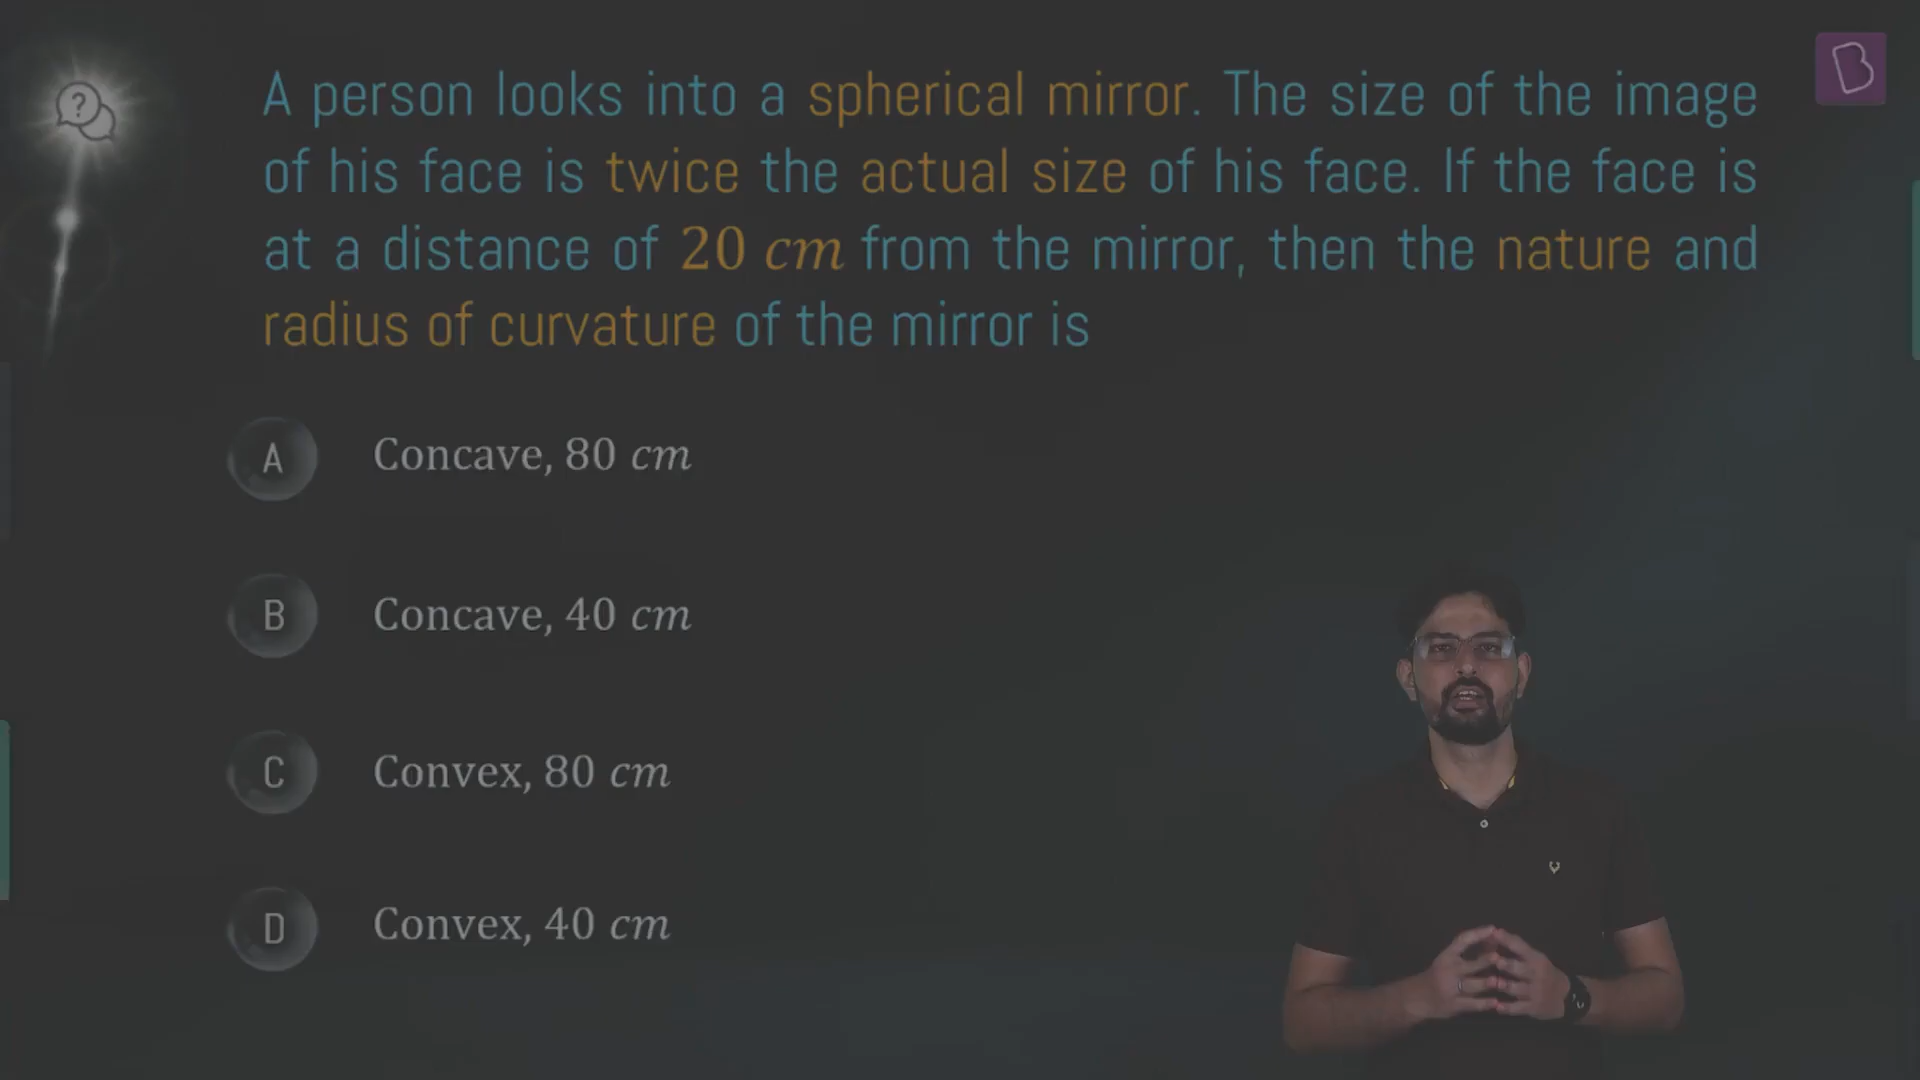 A person looks into a spherical mirror. The size of the image
of his face is twice the actual size of his face. If the face is
at a distance of 20 cm from the mirror, then the nature and
radius of curvature of the mirror is
A Concave, 80 cm
B Concave, 40 cm
C Convex, 80 cm
D Convex, 40 cm